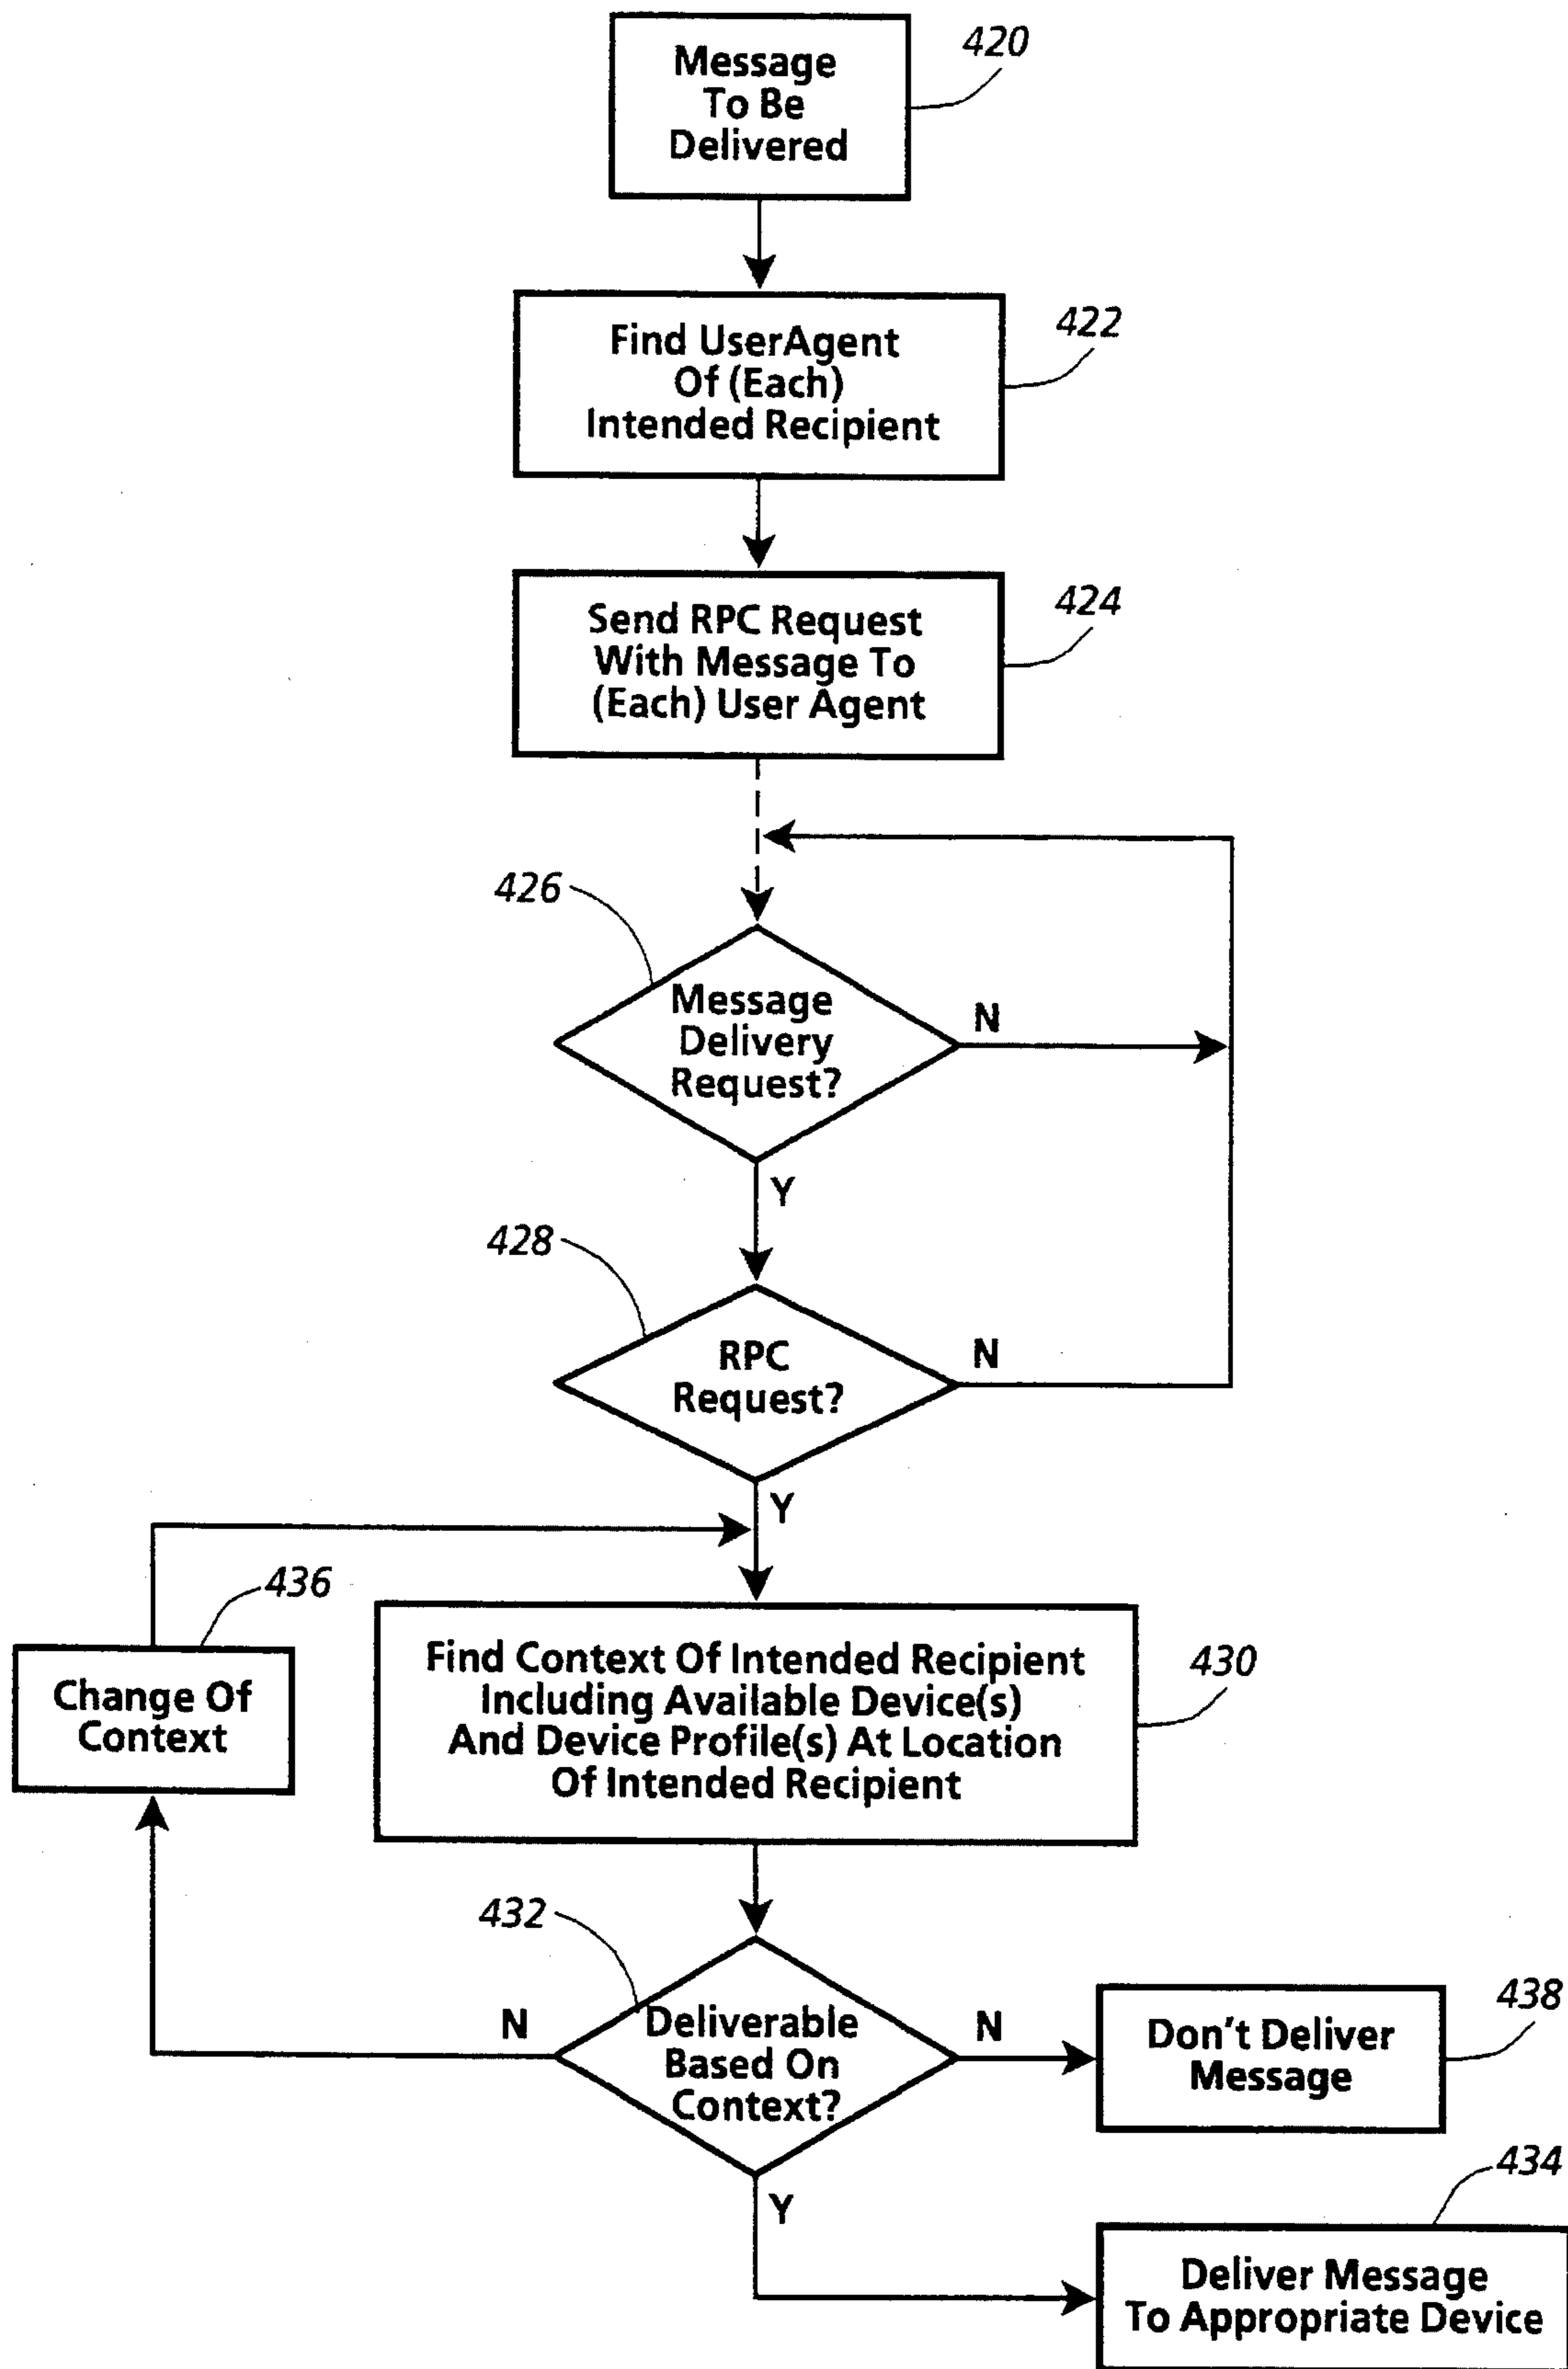 Message
To Be
Delivered
420
Find UserAgent
Of (Each)
Intended Recipient
422
Send RPC Request
With Message To
(Each) User Agent
424
426
Message
Delivery
Request?
N
Y
428
RPC
Request?
N
Y
436
Change Of
Context
Find Context Of Intended Recipient
Including Available Device(s)
And Device Profile(s) At Location
Of Intended Recipient
430
432
N
Deliverable
Based On
Context?
N
Y
438
Don't Deliver
Message
434
Deliver Message
To Appropriate Device